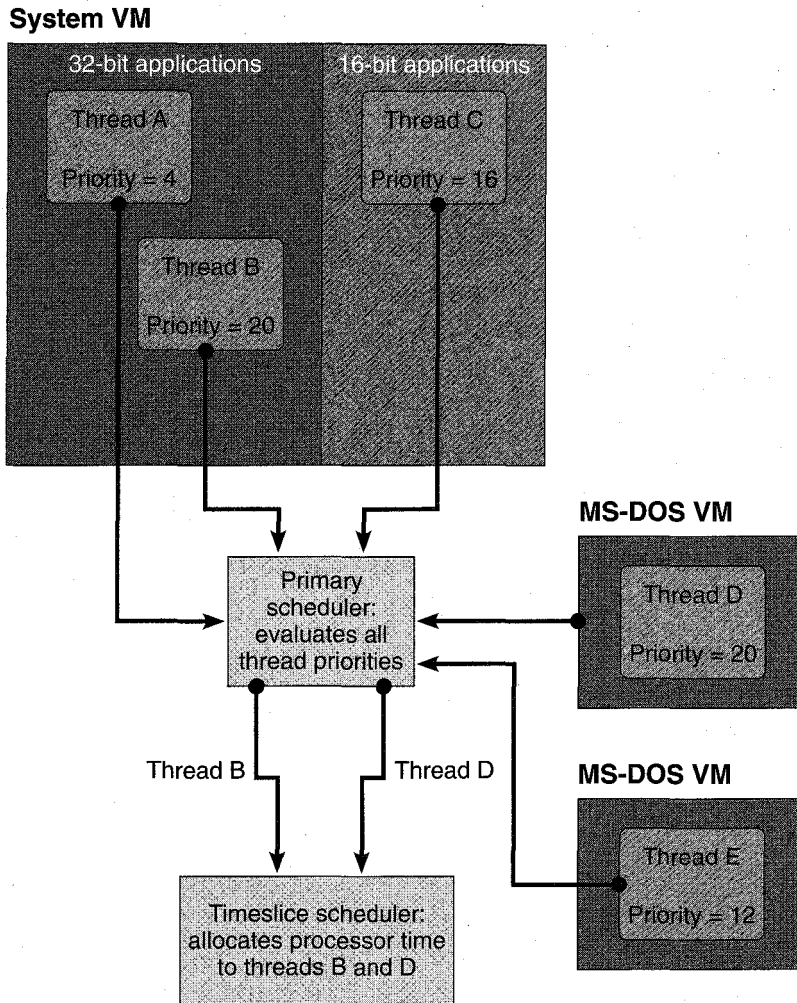 System VM
32-bit applications
16-bit applications
Thread A
Priority = 4
Thread C
Priority = 16
Thread B
Priority = 20
MS-DOS VM
Thread D
Priority = 20
Primary
scheduler:
evaluates all
thread priorities
Thread B
Thread D
MS-DOS VM
Thread E
Priority = 12
Timeslice scheduler:
allocates processor time
to threads B and D